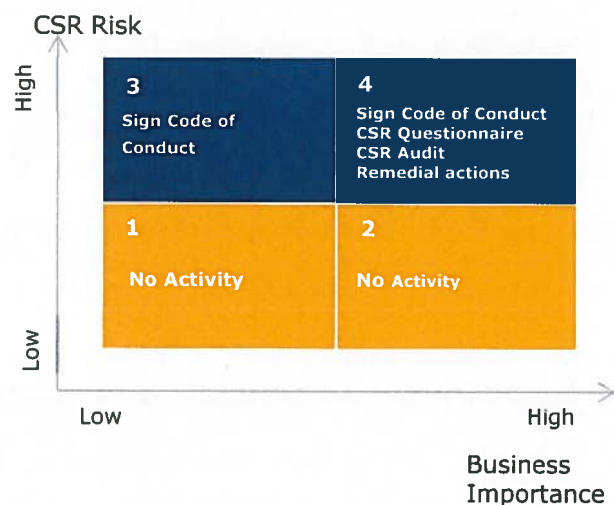 CSR Risk
High
3
Sign Code of
Conduct
4
Sign Code of Conduct
CSR Questionnaire
CSR Audit
Remedial actions
1
No Activity
2
No Activity
Low
Low
High
Business
Importance